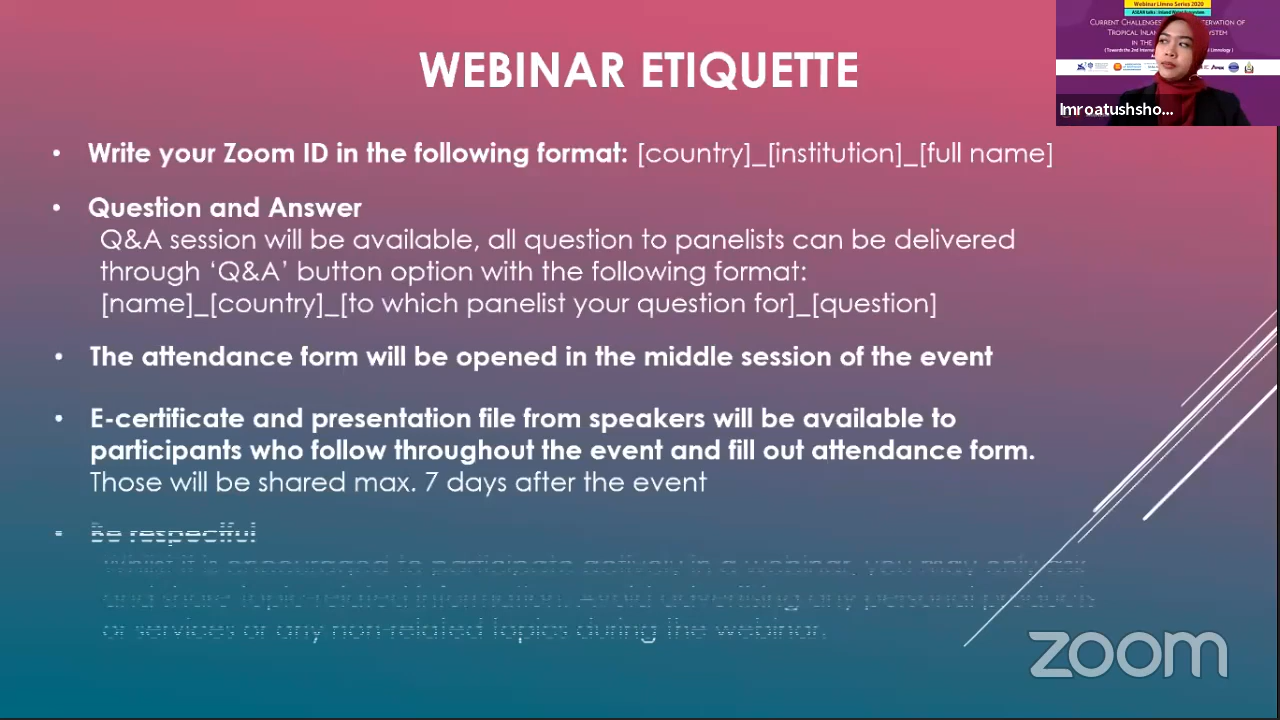 WEBINAR ETIQUETTE
Webinar Limno Series 2020
Imroatushsho...
• Write your Zoom ID in the following format: [country]_[institution]_[full name]
• Question and Answer
Q&A session will be available, all question to panelists can be delivered
through ‘Q&A’ button option with the following format:
[name]_[country]_[to which panelist your question for]_[question]
• The attendance form will be opened in the middle session of the event
• E-certificate and presentation file from speakers will be available to
participants who follow throughout the event and fill out attendance form.
Those will be shared max. 7 days after the event
• Be respectful
Whilst it is encouraged to participate actively in a webinar, you may only ask
and share topic-related information. Avoid advertising any personal products
or services or any non-related topics during the webinar.
zoom